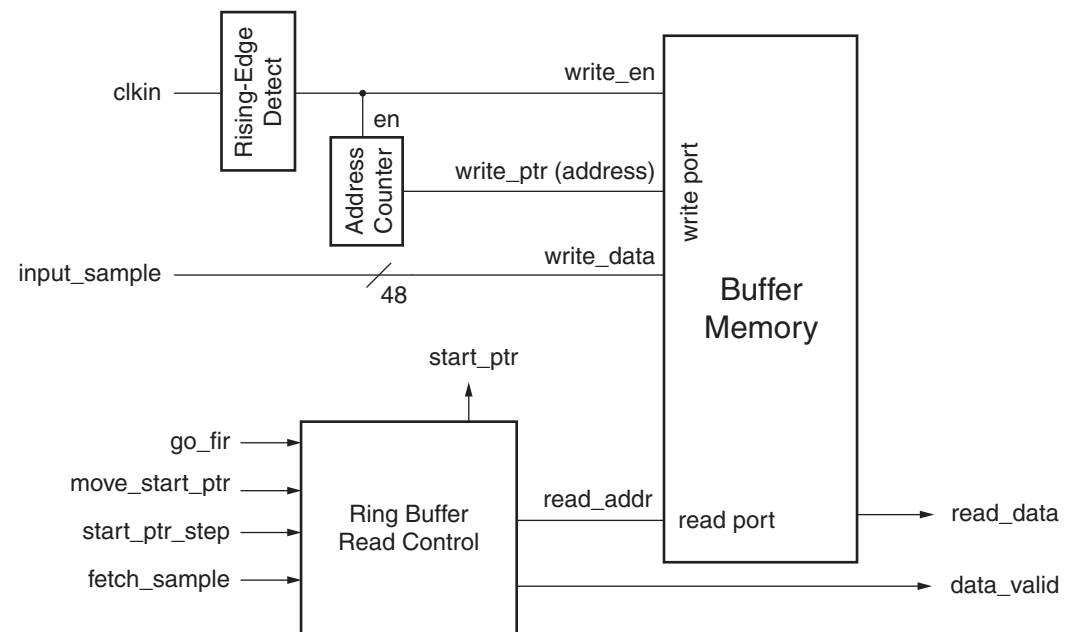 clkin
Rising-Edge
Detect
write_en
en
Address
Counter
write_ptr (address)
write port
input_sample
48
write_data
Buffer
Memory
start_ptr
go_fir
move_start_ptr
start_ptr_step
fetch_sample
Ring Buffer
Read Control
read_addr
read port
read_data
data_valid